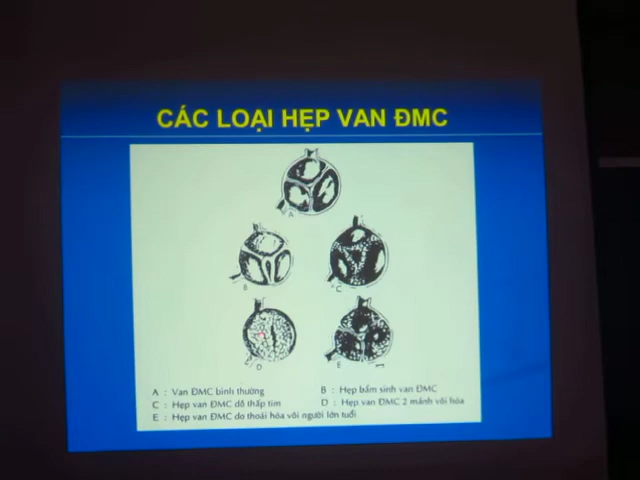 CÁC LOẠI HẸP VAN ĐMC
A
B
C
D
E
A : Van ĐMC bình thường
B : Hẹp bẩm sinh van ĐMC
C : Hẹp van ĐMC dô thấp tim
D : Hẹp van ĐMC 2 mảnh vôi hóa
E : Hẹp van ĐMC do thoái hóa vôi người lớn tuổi